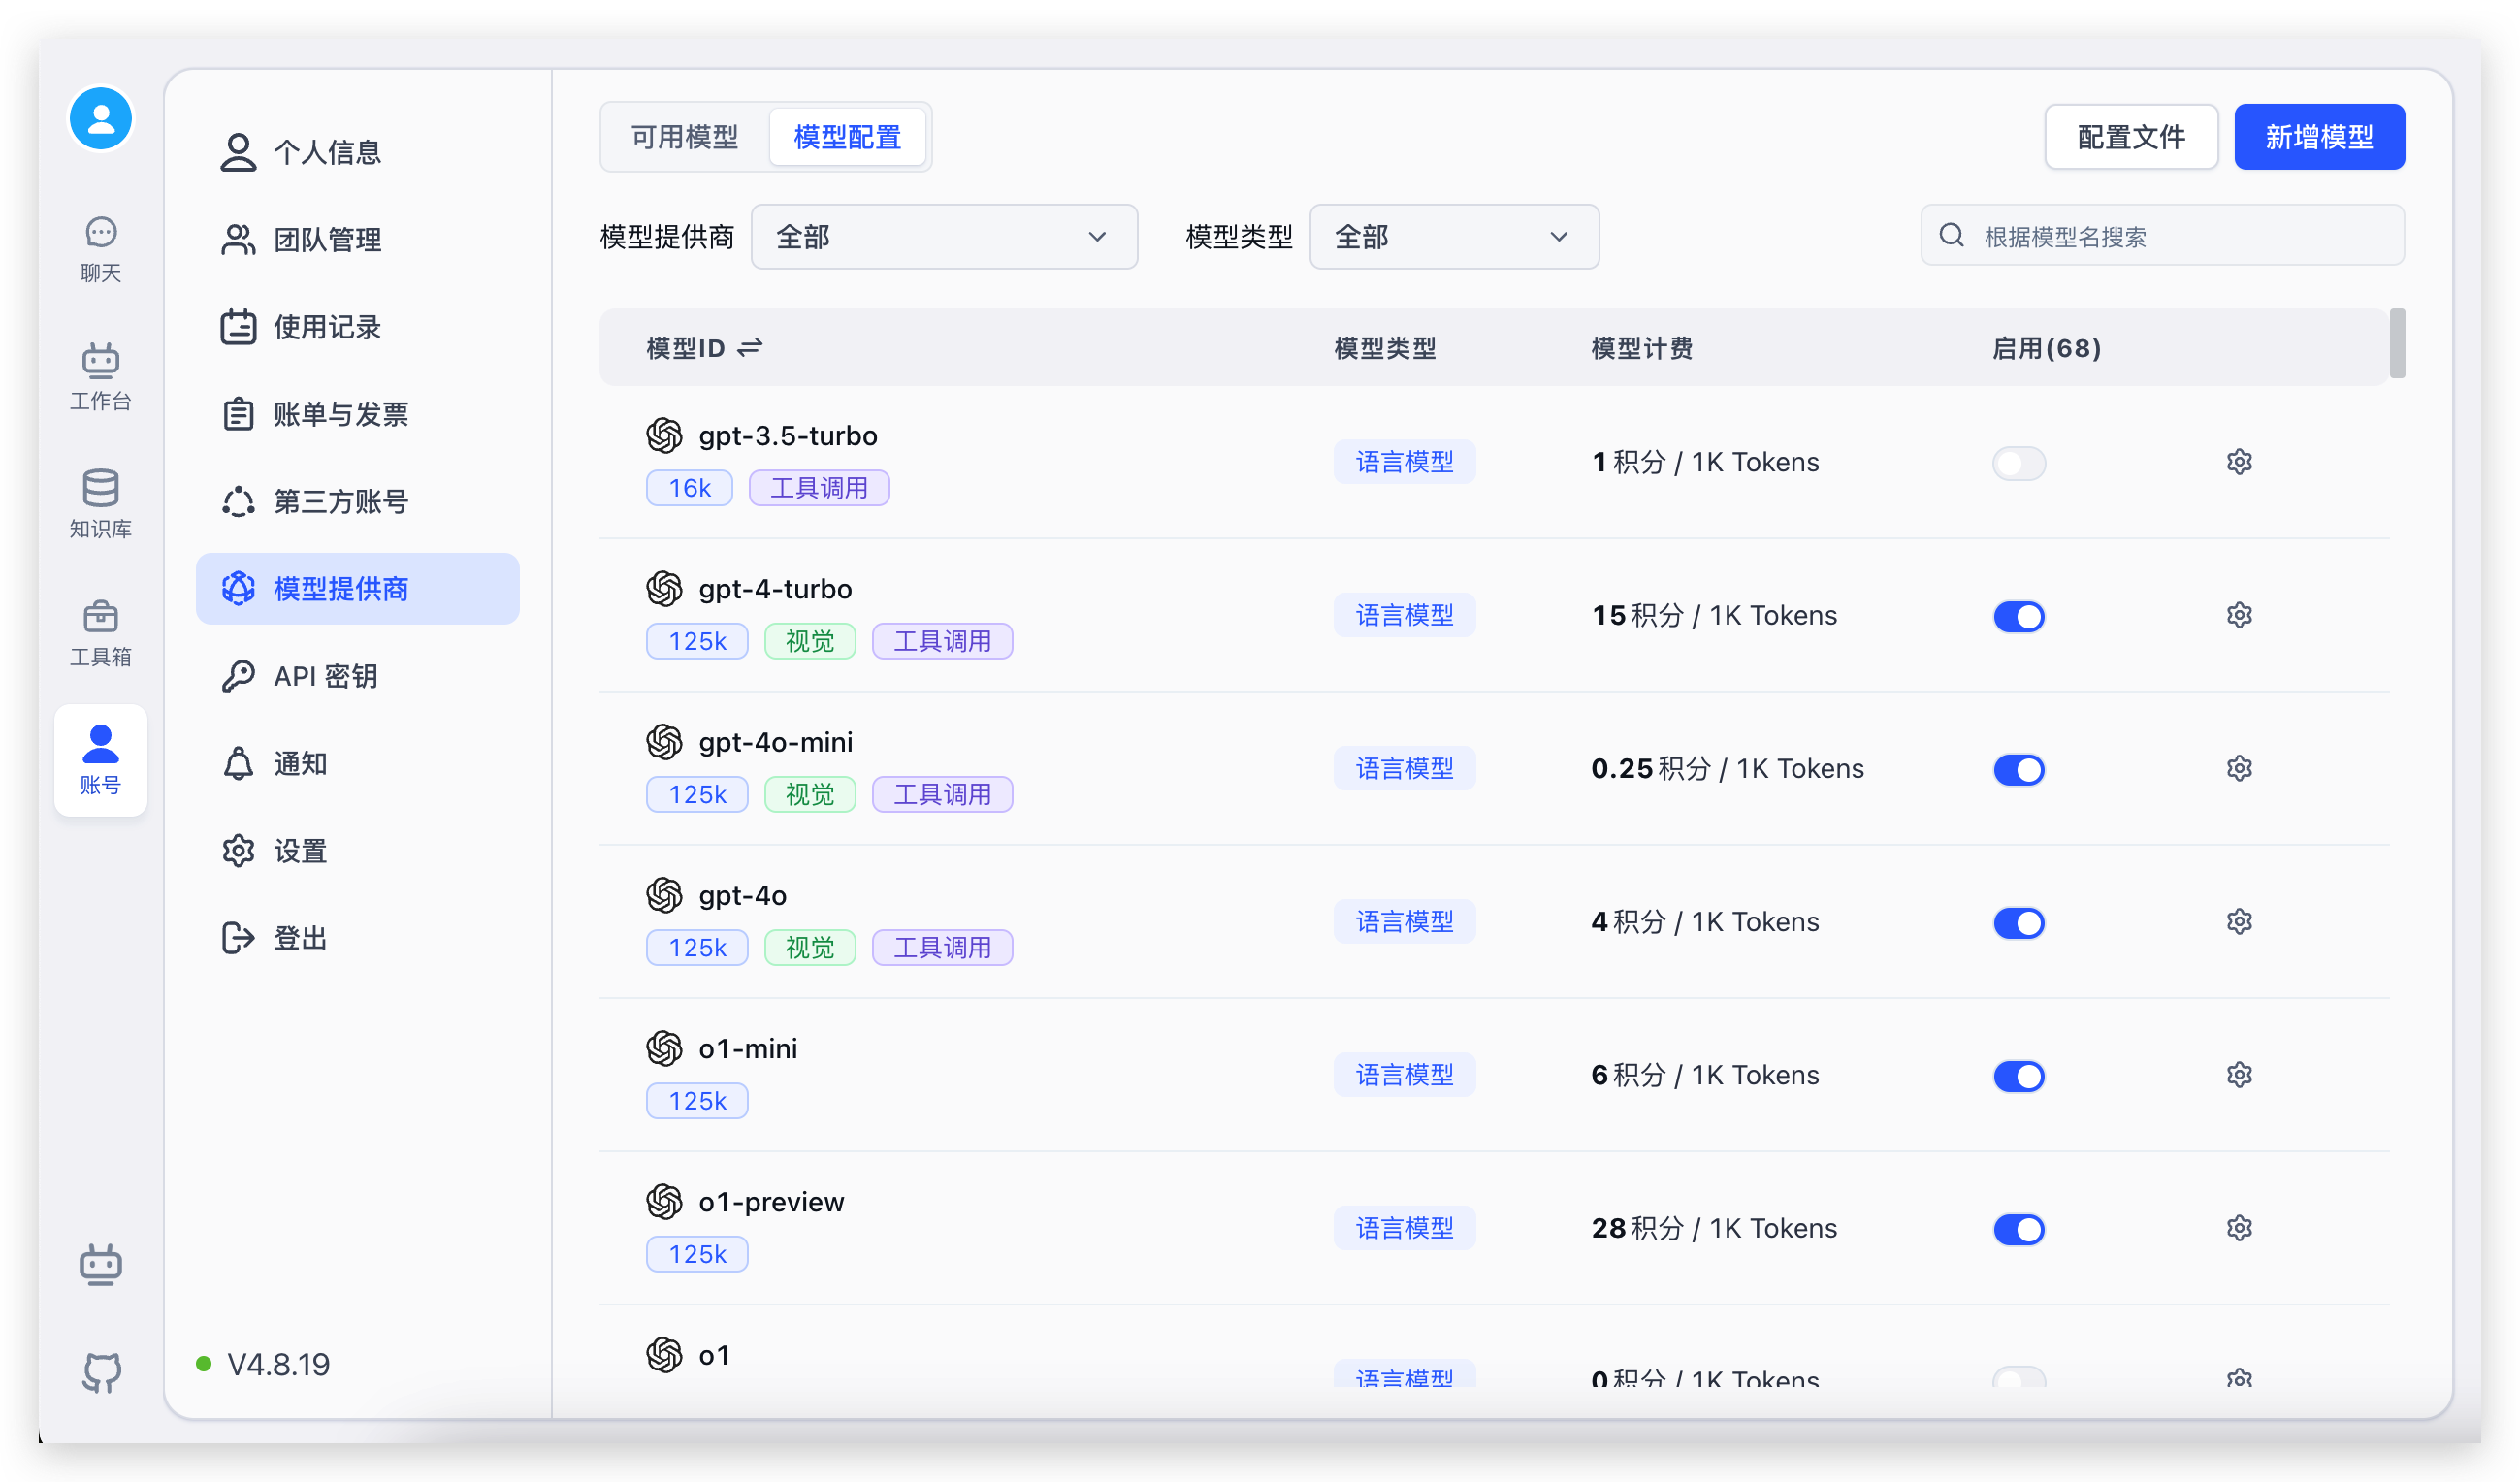 聊天
工作台
知识库
工具箱
账号
个人信息
团队管理
使用记录
账单与发票
第三方账号
模型提供商
API 密钥
通知
设置
登出
V4.8.19
可用模型 模型配置
配置文件 新增模型
模型提供商 全部 模型类型 全部 根据模型名搜索
模型ID 模型类型 模型计费 启用(68)
gpt-3.5-turbo
16k 工具调用
语言模型 1 积分 / 1K Tokens
gpt-4-turbo
125k 视觉 工具调用
语言模型 15 积分 / 1K Tokens
gpt-4o-mini
125k 视觉 工具调用
语言模型 0.25 积分 / 1K Tokens
gpt-4o
125k 视觉 工具调用
语言模型 4 积分 / 1K Tokens
o1-mini
125k
语言模型 6 积分 / 1K Tokens
o1-preview
125k
语言模型 28 积分 / 1K Tokens
o1
语言模型 0 积分 / 1K Tokens